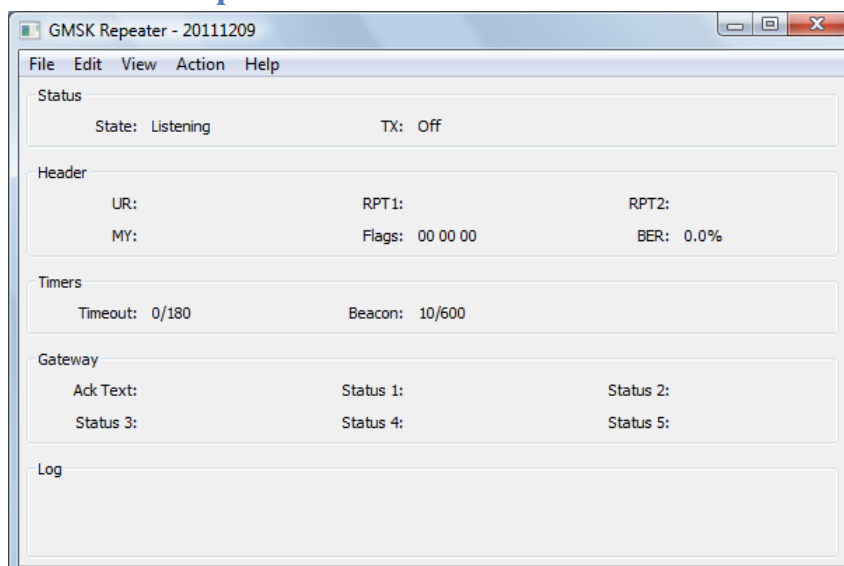 GMSK Repeater - 20111209
File Edit View Action Help
Status
State: Listening TX: Off
Header
UR: RPT1: RPT2:
MY: Flags: 00 00 00 BER: 0.0%
Timers
Timeout: 0/180 Beacon: 10/600
Gateway
Ack Text: Status 1: Status 2:
Status 3: Status 4: Status 5:
Log